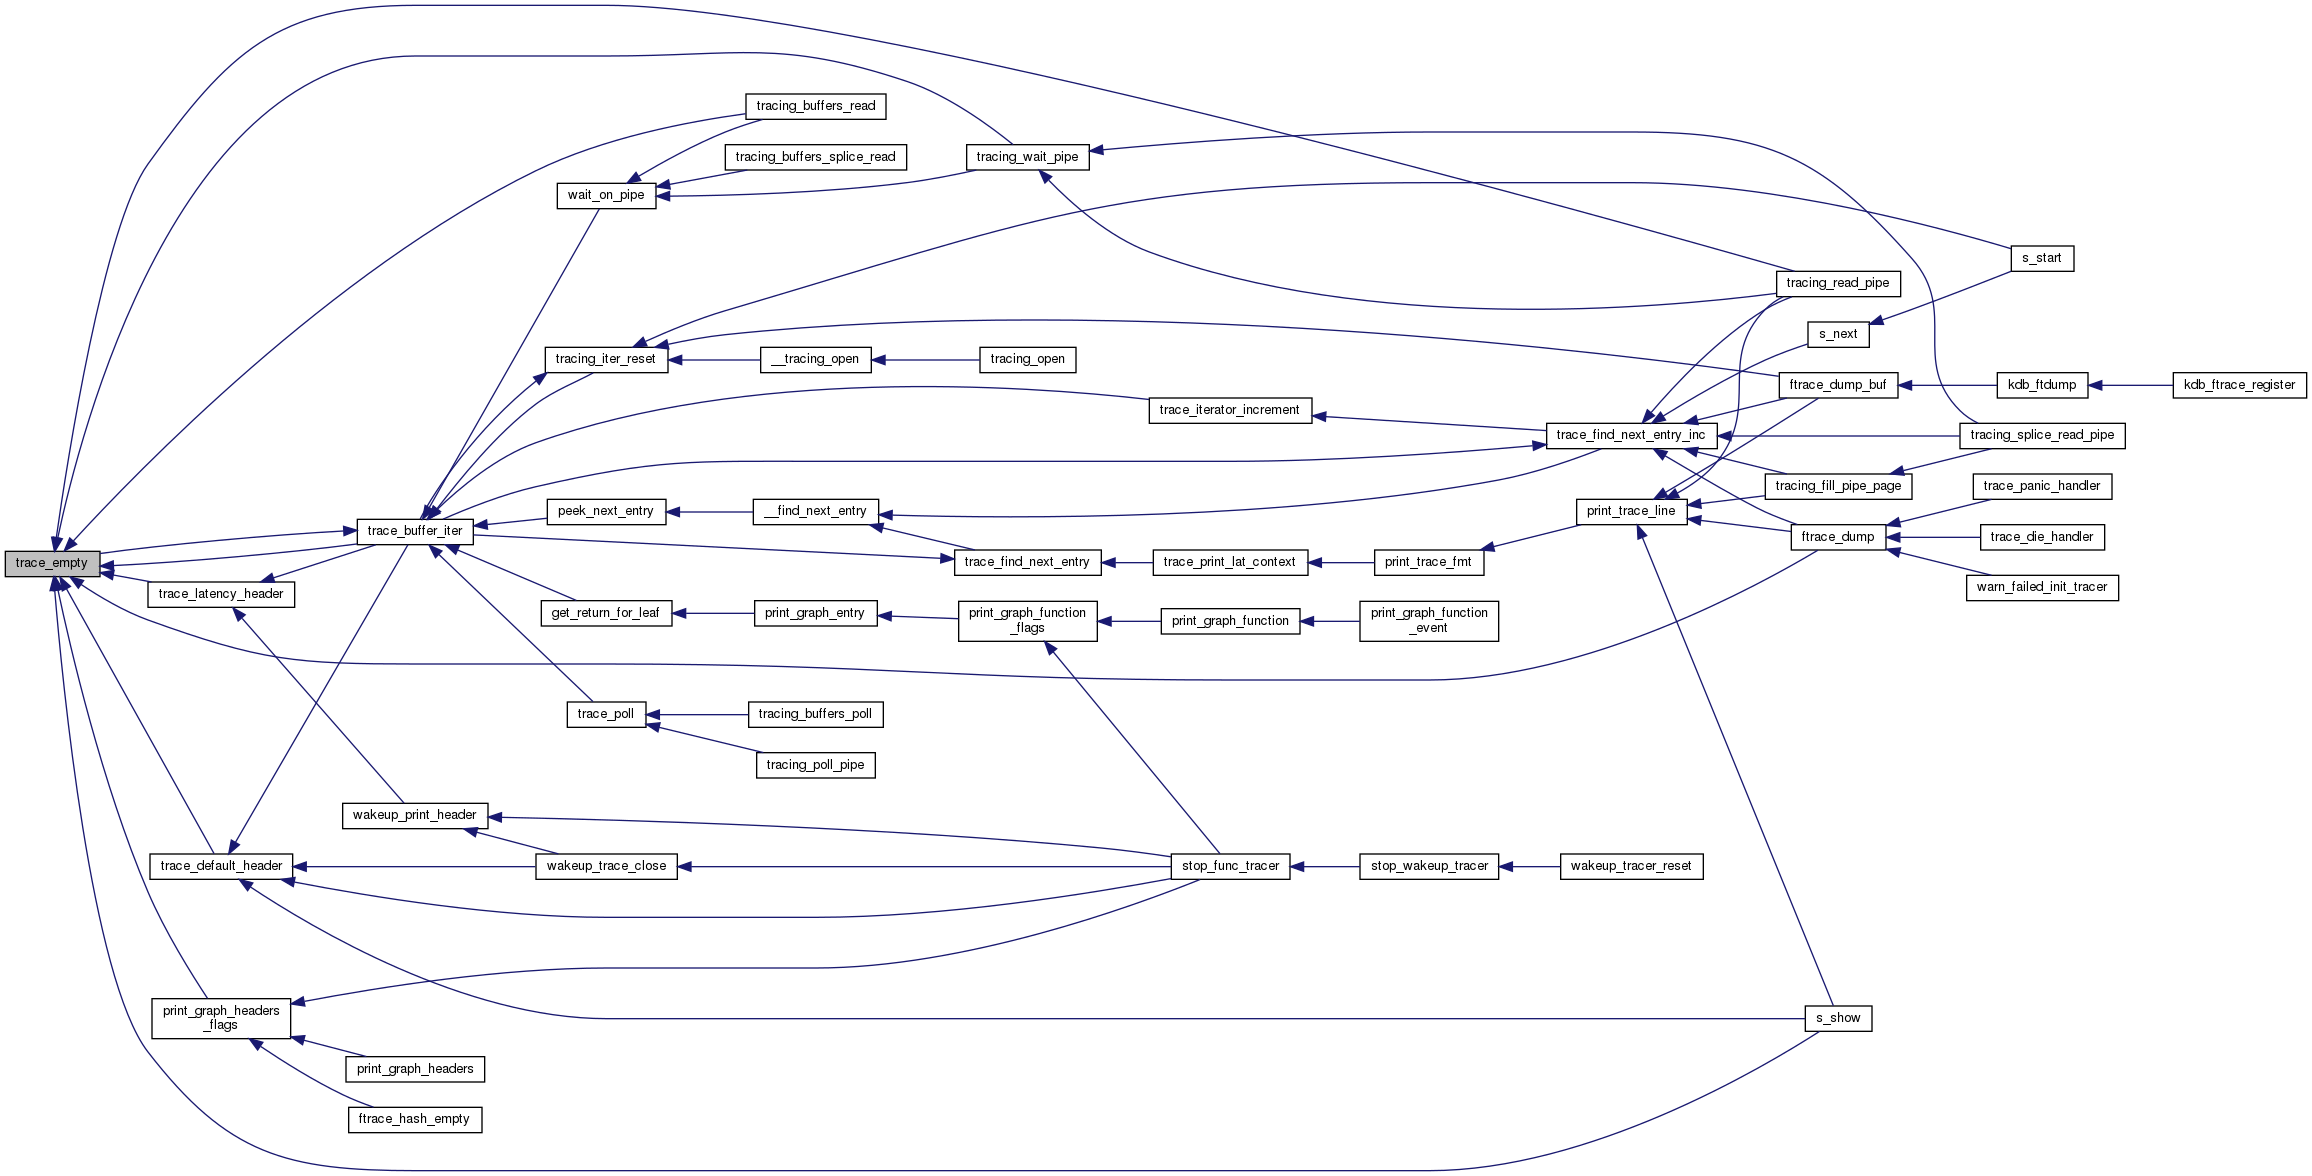 tracing_buffers_read
tracing_buffers_splice_read
tracing_wait_pipe
wait_on_pipe
s_start
tracing_read_pipe
s_next
tracing_iter_reset
__tracing_open
tracing_open
ftrace_dump_buf
kdb_ftdump
kdb_ftrace_register
trace_iterator_increment
trace_find_next_entry_inc
tracing_splice_read_pipe
tracing_fill_pipe_page
trace_panic_handler
peek_next_entry
__find_next_entry
print_trace_line
trace_buffer_iter
ftrace_dump
trace_die_handler
trace_empty
trace_find_next_entry
trace_print_lat_context
print_trace_fmt
warn_failed_init_tracer
trace_latency_header
get_return_for_leaf
print_graph_entry
print_graph_function
_flags
print_graph_function
print_graph_function
_event
trace_poll
tracing_buffers_poll
tracing_poll_pipe
wakeup_print_header
trace_default_header
wakeup_trace_close
stop_func_tracer
stop_wakeup_tracer
wakeup_tracer_reset
print_graph_headers
_flags
s_show
print_graph_headers
ftrace_hash_empty